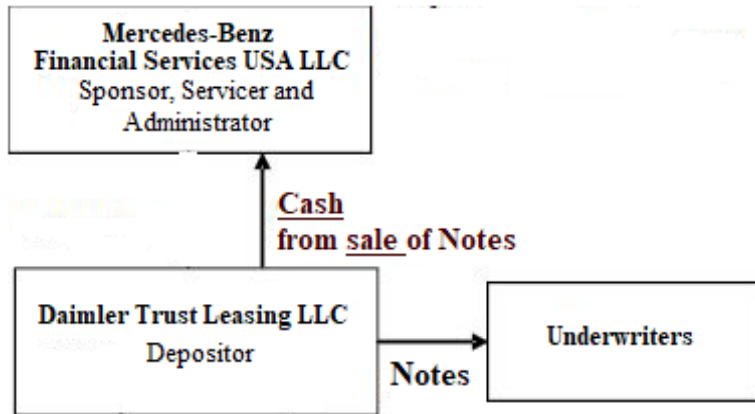 Mercedes-Benz
Financial Services USA LLC
Sponsor, Servicer and
Administrator
Cash
from sale of Notes
Daimler Trust Leasing LLC
Depositor
Notes
Underwriters